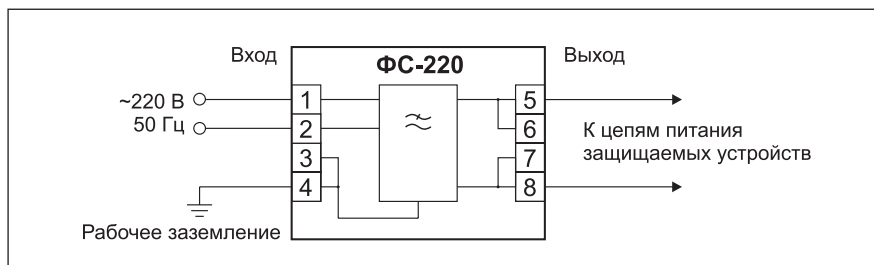 Вход
ФС-220
Выход
~220 В
50 Гц
1
2
3
4
5
6
7
8
К цепям питания
защищаемых устройств
Рабочее заземление